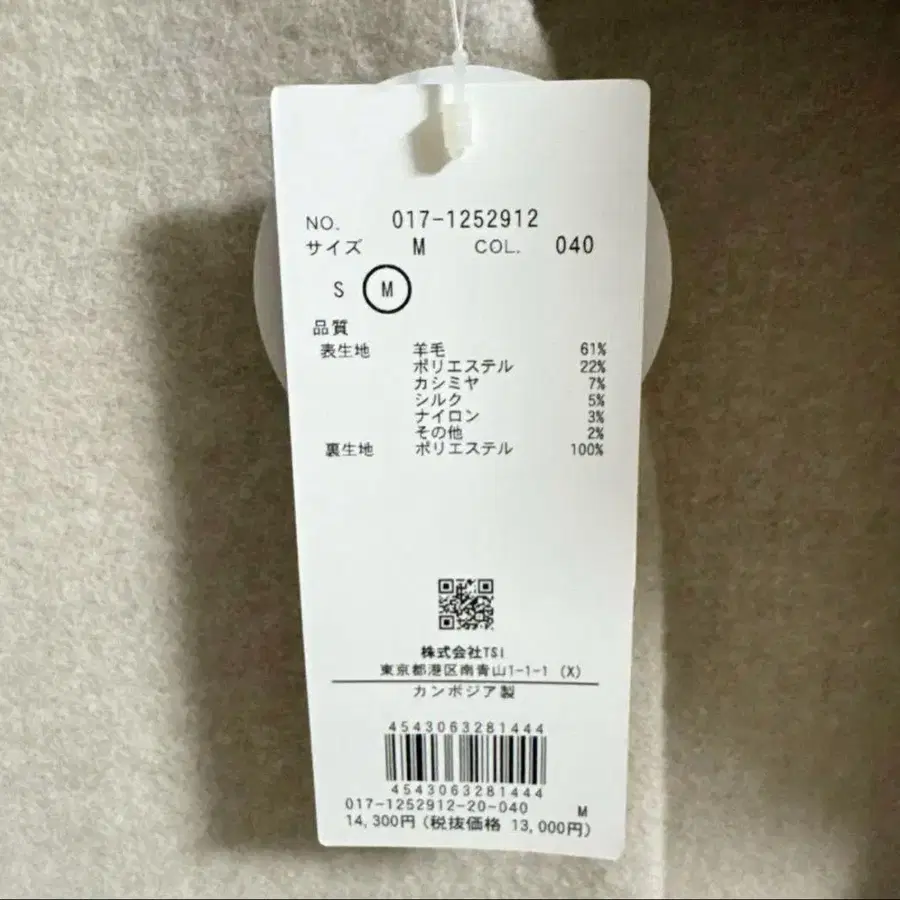 NO. 017-1252912
サイズ M COL. 040
S M
品質
表生地 羊毛 61%
ポリエステル 22%
カシミヤ 7%
シルク 5%
ナイロン 3%
その他 2%
裏生地 ポリエステル 100%
株式会社TSI
東京都港区南青山1-1-1 (X)
カンボジア製
4543063281444
4543063281444
017-1252912-20-040 M
14,300円 (税抜価格 13,000円)